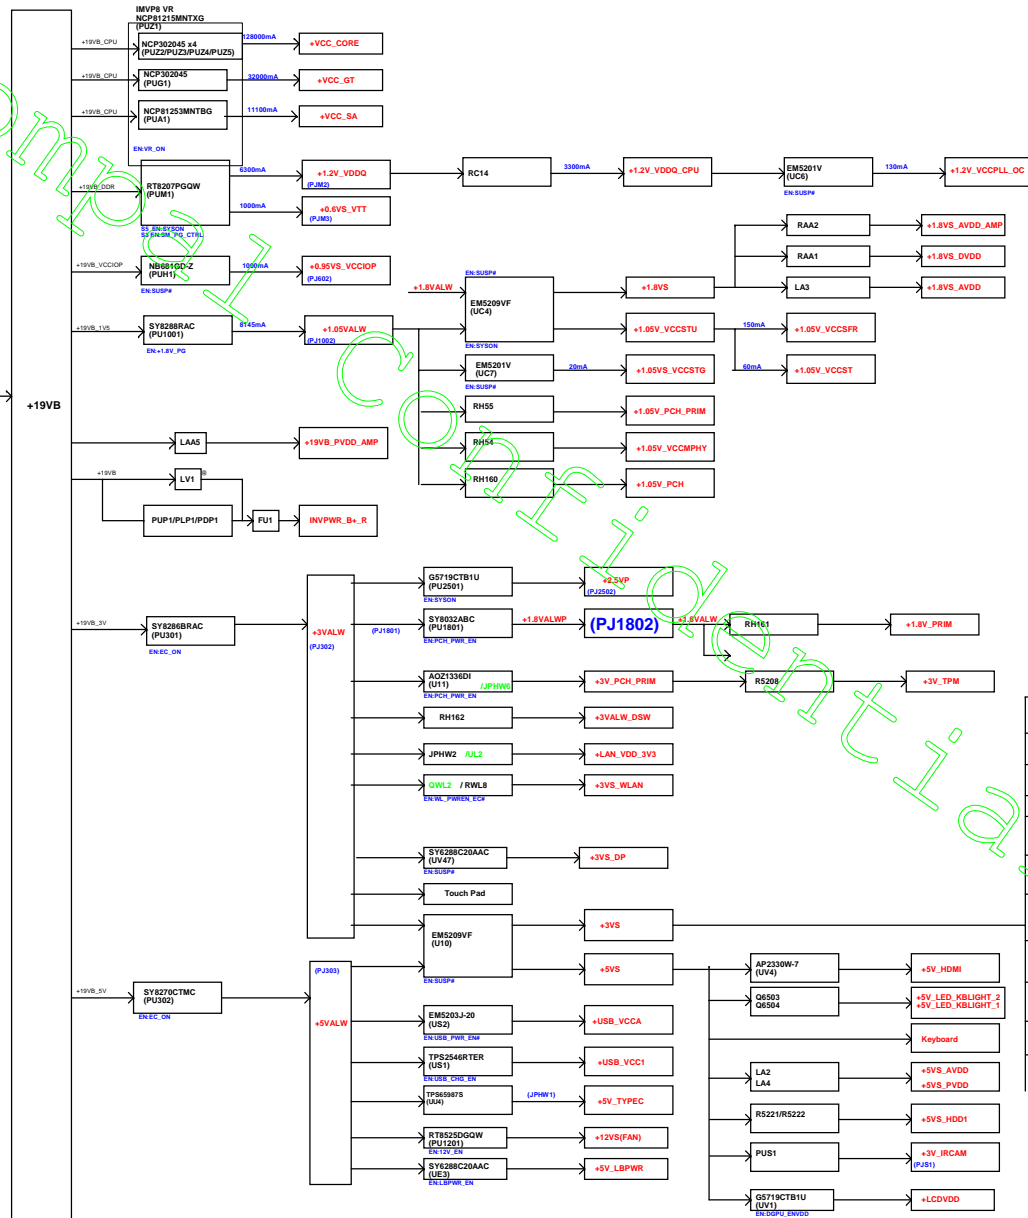 IMVP8 VR
NCP81215MNTXG
(PUZ1)
+19VB_CPU
NCP302045 x4
(PUZ2/PUZ3/PUZ4/PUZ5)
128000mA
+VCC_CORE
+19VB_CPU
NCP302045
(PUG1)
32000mA
+VCC_GT
+19VB_CPU
NCP81253MNTBG
(PUA1)
11100mA
+VCC_SA
EN:VR_ON
+19VB_DDR
RT8207PGQW
(PUM1)
S5_EN:SYSON
S3 EN:SM_PG_CTRL
6300mA
+1.2V_VDDQ
(PJM2)
RC14
3300mA
+1.2V_VDDQ_CPU
EM5201V
(UC6)
EN:SUSP#
130mA
+1.2V_VCCPLL_OC
1000mA
+0.6VS_VTT
(PJM3)
+19VB_VCCIOP
NB681GD-Z
(PUH1)
EN:SUSP#
1000mA
+0.95VS_VCCIOP
(PJ602)
+19VB_1V5
SY8288RAC
(PU1001)
EN:+1.8V_PG
8145mA
+1.05VALW
(PJ1002)
EN:SUSP#
+1.8VALW
EM5209VF
(UC4)
EN:SYSON
+1.8VS
RAA2
+1.8VS_AVDD_AMP
RAA1
+1.8VS_DVDD
LA3
+1.8VS_AVDD
+1.05V_VCCSTU
150mA
+1.05V_VCCSFR
60mA
+1.05V_VCCST
EM5201V
(UC7)
EN:SUSP#
20mA
+1.05VS_VCCSTG
RH55
+1.05V_PCH_PRIM
RH54
+1.05V_VCCMPHY
RH160
+1.05V_PCH
+19VB
LAA5
+19VB_PVDD_AMP
+19VB
LV1
@
PUP1/PLP1/PDP1
FU1
INVPWR_B+_R
+19VB_3V
SY8286BRAC
(PU301)
EN:EC_ON
+3VALW
(PJ302)
G5719CTB1U
(PU2501)
EN:SYSON
+2.5VP
(PJ2502)
(PJ1801)
SY8032ABC
(PU1801)
EN:PCH_PWR_EN
+1.8VALWP
(PJ1802)
+1.8VALW
RH161
+1.8V_PRIM
AOZ1336DI
(U11)
/JPHW6
EN:PCH_PWR_EN
+3V_PCH_PRIM
R5208
+3V_TPM
RH162
+3VALW_DSW
JPHW2 /UL2
+LAN_VDD_3V3
QWL2 / RWL8
EN:WL_PWREN_EC#
+3VS_WLAN
SY6288C20AAC
(UV47)
EN:SUSP#
+3VS_DP
Touch Pad
EM5209VF
(U10)
EN:SUSP#
+3VS
+5VS
+19VB_5V
SY8270CTMC
(PU302)
EN:EC_ON
(PJ303)
+5VALW
AP2330W-7
(UV4)
+5V_HDMI
Q6503
Q6504
+5V_LED_KBLIGHT_2
+5V_LED_KBLIGHT_1
Keyboard
LA2
LA4
+5VS_AVDD
+5VS_PVDD
R5221/R5222
+5VS_HDD1
PUS1
+3V_IRCAM
(PJS1)
G5719CTB1U
(UV1)
EN:DGPU_ENVDD
+LCDVDD
EM5203J-20
(US2)
EN:USB_PWR_EN#
+USB_VCCA
TPS2546RTER
(US1)
EN:USB_CHG_EN
+USB_VCC1
TPS65987S
(UU4)
(JPHW1)
+5V_TYPEC
RT8525DGQW
(PU1201)
EN:12V_EN
+12VS(FAN)
SY6288C20AAC
(UE3)
EN:LBPWR_EN
+5V_LBPWR
ompal Confidentia